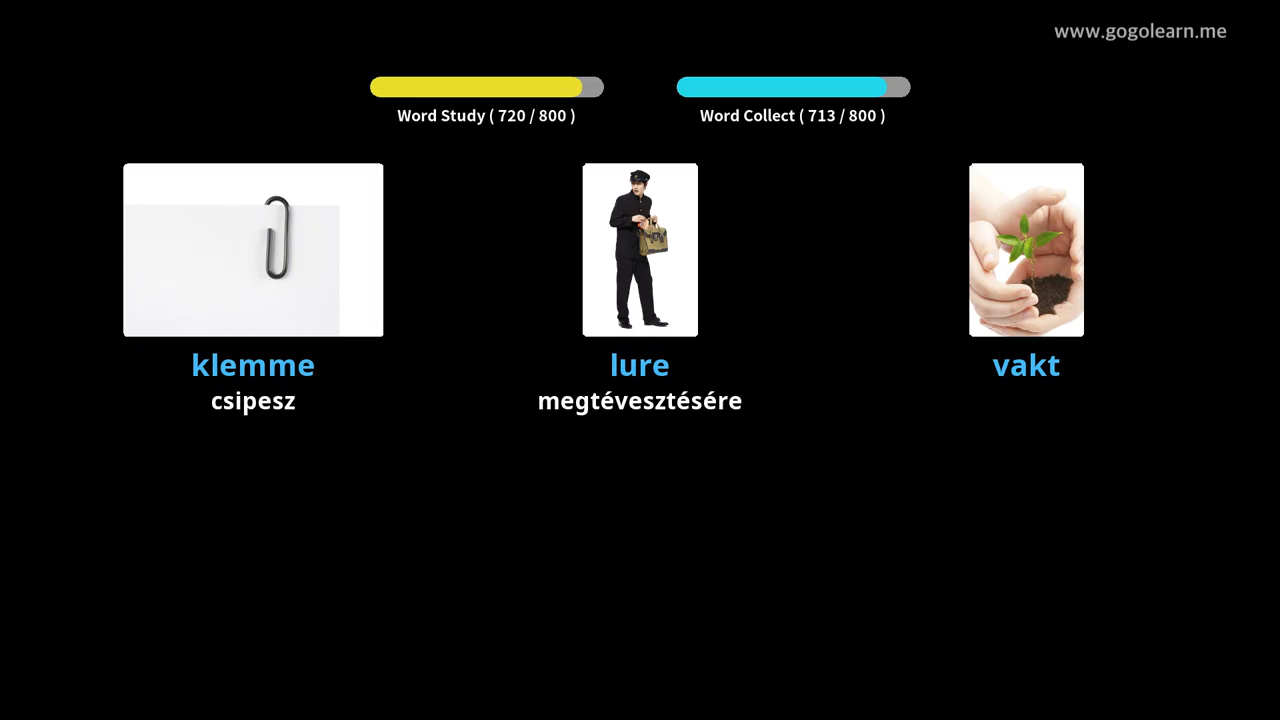 www.gogolearn.me
Word Study ( 720 / 800 )
Word Collect ( 713 / 800 )
klemme
csipesz
lure
megtévesztésére
vakt